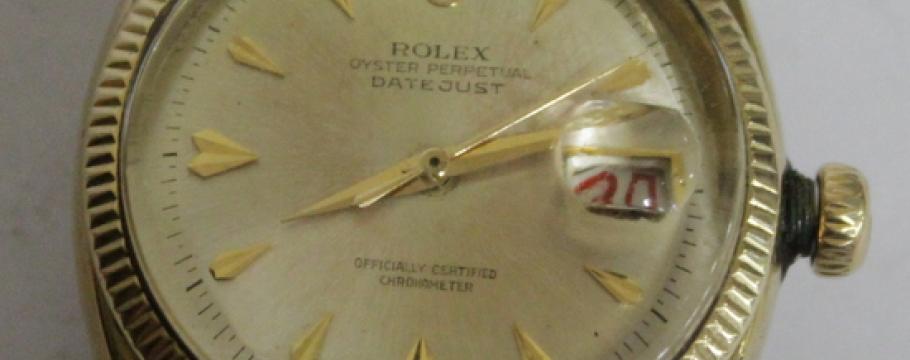 ROLEX
OYSTER PERPETUAL
DATEJUST
20
OFFICIALLY CERTIFIED
CHRONOMETER